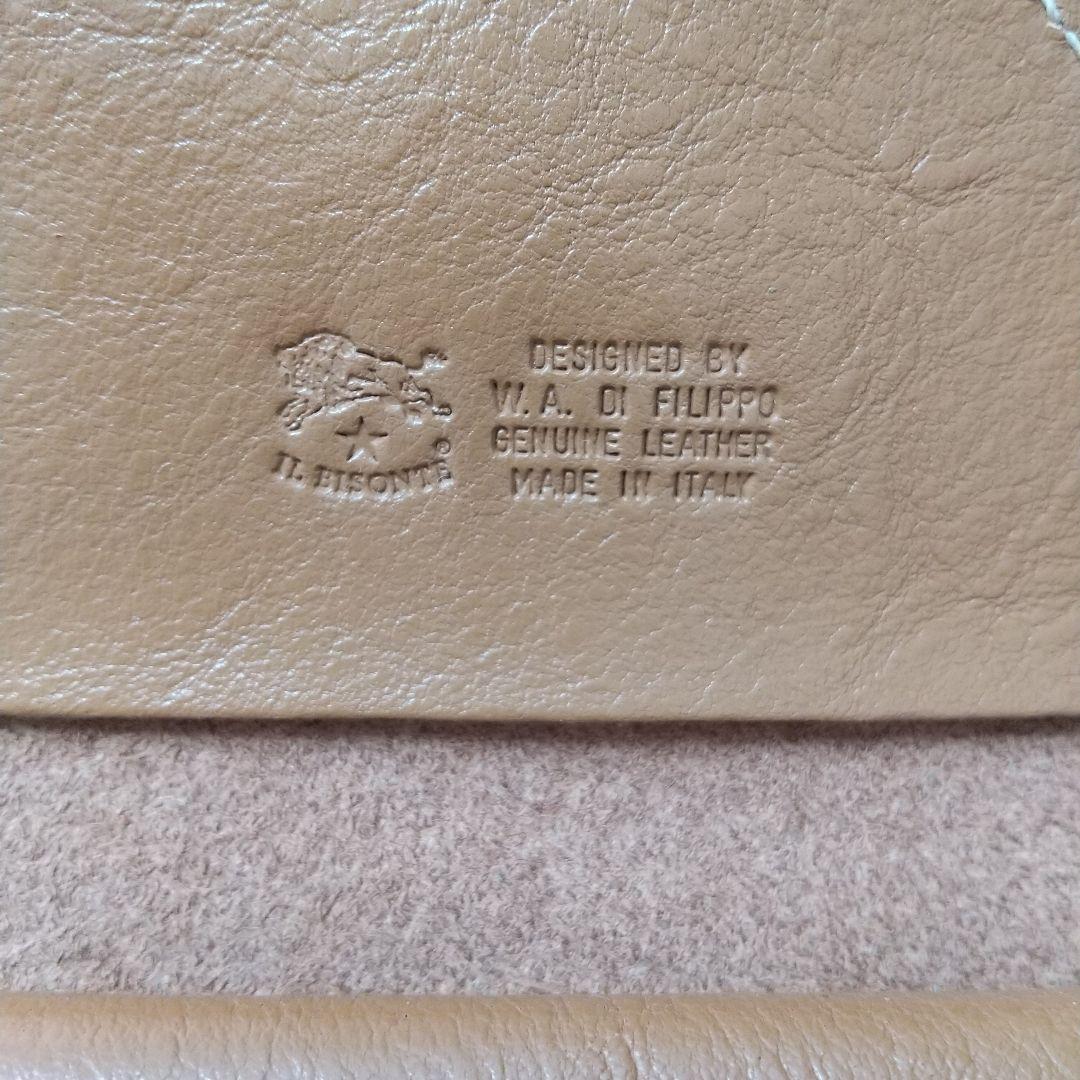 IL BISONTE®
DESIGNED BY
W. A. DI FILIPPO
GENUINE LEATHER
MADE IN ITALY